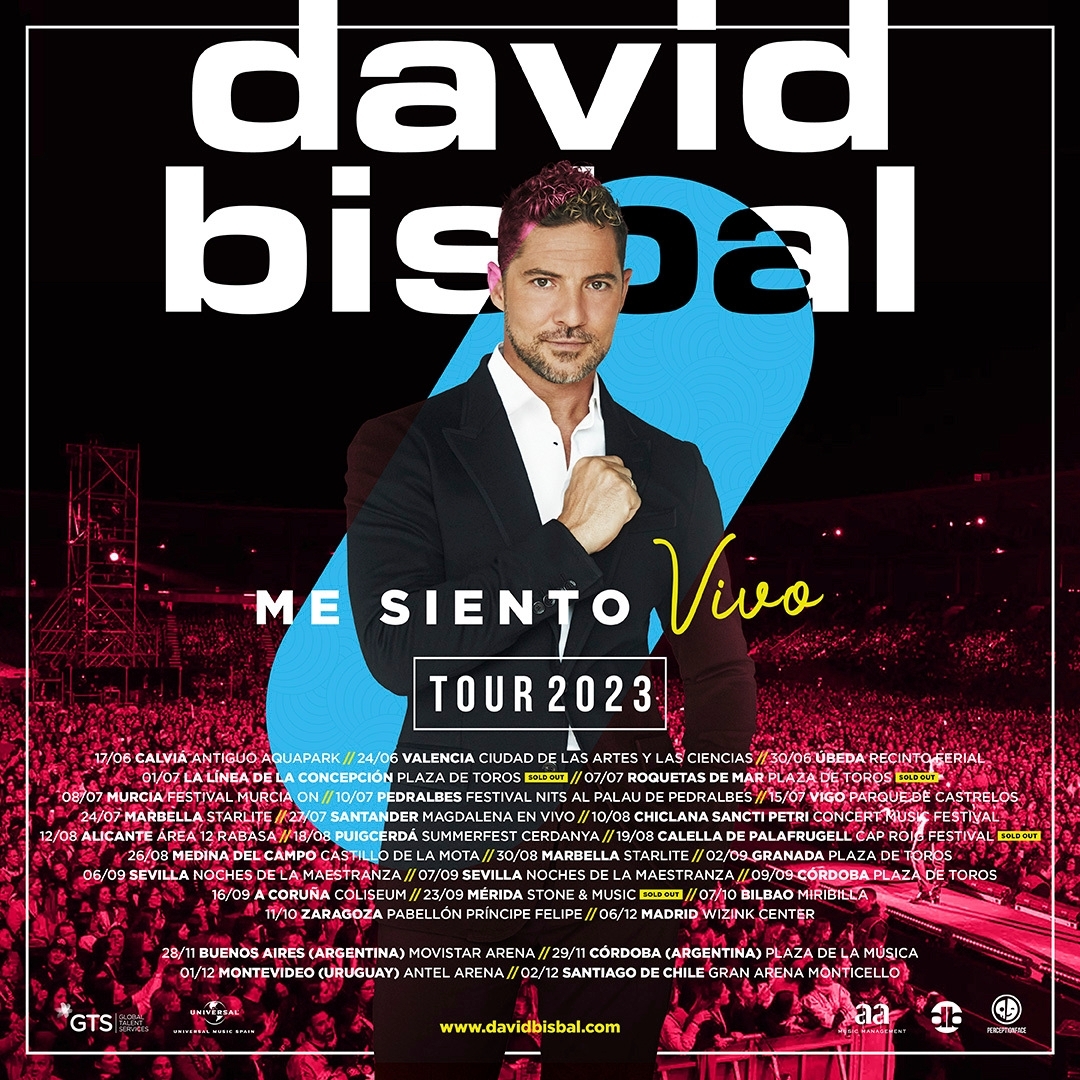 david
bisbal
ME SIENTO Vivo
TOUR 2023
17/06 CALVIÀ ANTIGUO AQUAPARK // 24/06 VALENCIA CIUDAD DE LAS ARTES Y LAS CIENCIAS // 30/06 ÚBEDA RECINTO FERIAL
01/07 LA LÍNEA DE LA CONCEPCIÓN PLAZA DE TOROS SOLD OUT // 07/07 ROQUETAS DE MAR PLAZA DE TOROS SOLD OUT
08/07 MURCIA FESTIVAL MURCIA ON // 10/07 PEDRALBES FESTIVAL NITS AL PALAU DE PEDRALBES // 15/07 VIGO PARQUE DE CASTRELOS
24/07 MARBELLA STARLITE // 27/07 SANTANDER MAGDALENA EN VIVO // 10/08 CHICLANA SANCTI PETRI CONCERT MUSIC FESTIVAL
12/08 ALICANTE ÁREA 12 RABASA // 18/08 PUIGCERDÁ SUMMERFEST CERDANYA // 19/08 CALELLA DE PALAFRUGELL CAP ROIG FESTIVAL SOLD OUT
26/08 MEDINA DEL CAMPO CASTILLO DE LA MOTA // 30/08 MARBELLA STARLITE // 02/09 GRANADA PLAZA DE TOROS
06/09 SEVILLA NOCHES DE LA MAESTRANZA // 07/09 SEVILLA NOCHES DE LA MAESTRANZA // 09/09 CÓRDOBA PLAZA DE TOROS
16/09 A CORUÑA COLISEUM // 23/09 MÉRIDA STONE & MUSIC SOLD OUT // 07/10 BILBAO MIRIBILLA
11/10 ZARAGOZA PABELLÓN PRÍNCIPE FELIPE // 06/12 MADRID WIZINK CENTER
28/11 BUENOS AIRES (ARGENTINA) MOVISTAR ARENA // 29/11 CÓRDOBA (ARGENTINA) PLAZA DE LA MÚSICA
01/12 MONTEVIDEO (URUGUAY) ANTEL ARENA // 02/12 SANTIAGO DE CHILE GRAN ARENA MONTICELLO
GTS GLOBAL TALENT SERVICES
UNIVERSAL
UNIVERSAL MUSIC SPAIN
www.davidbisbal.com
aa
MUSIC MANAGEMENT
PERCEPTIONFACE